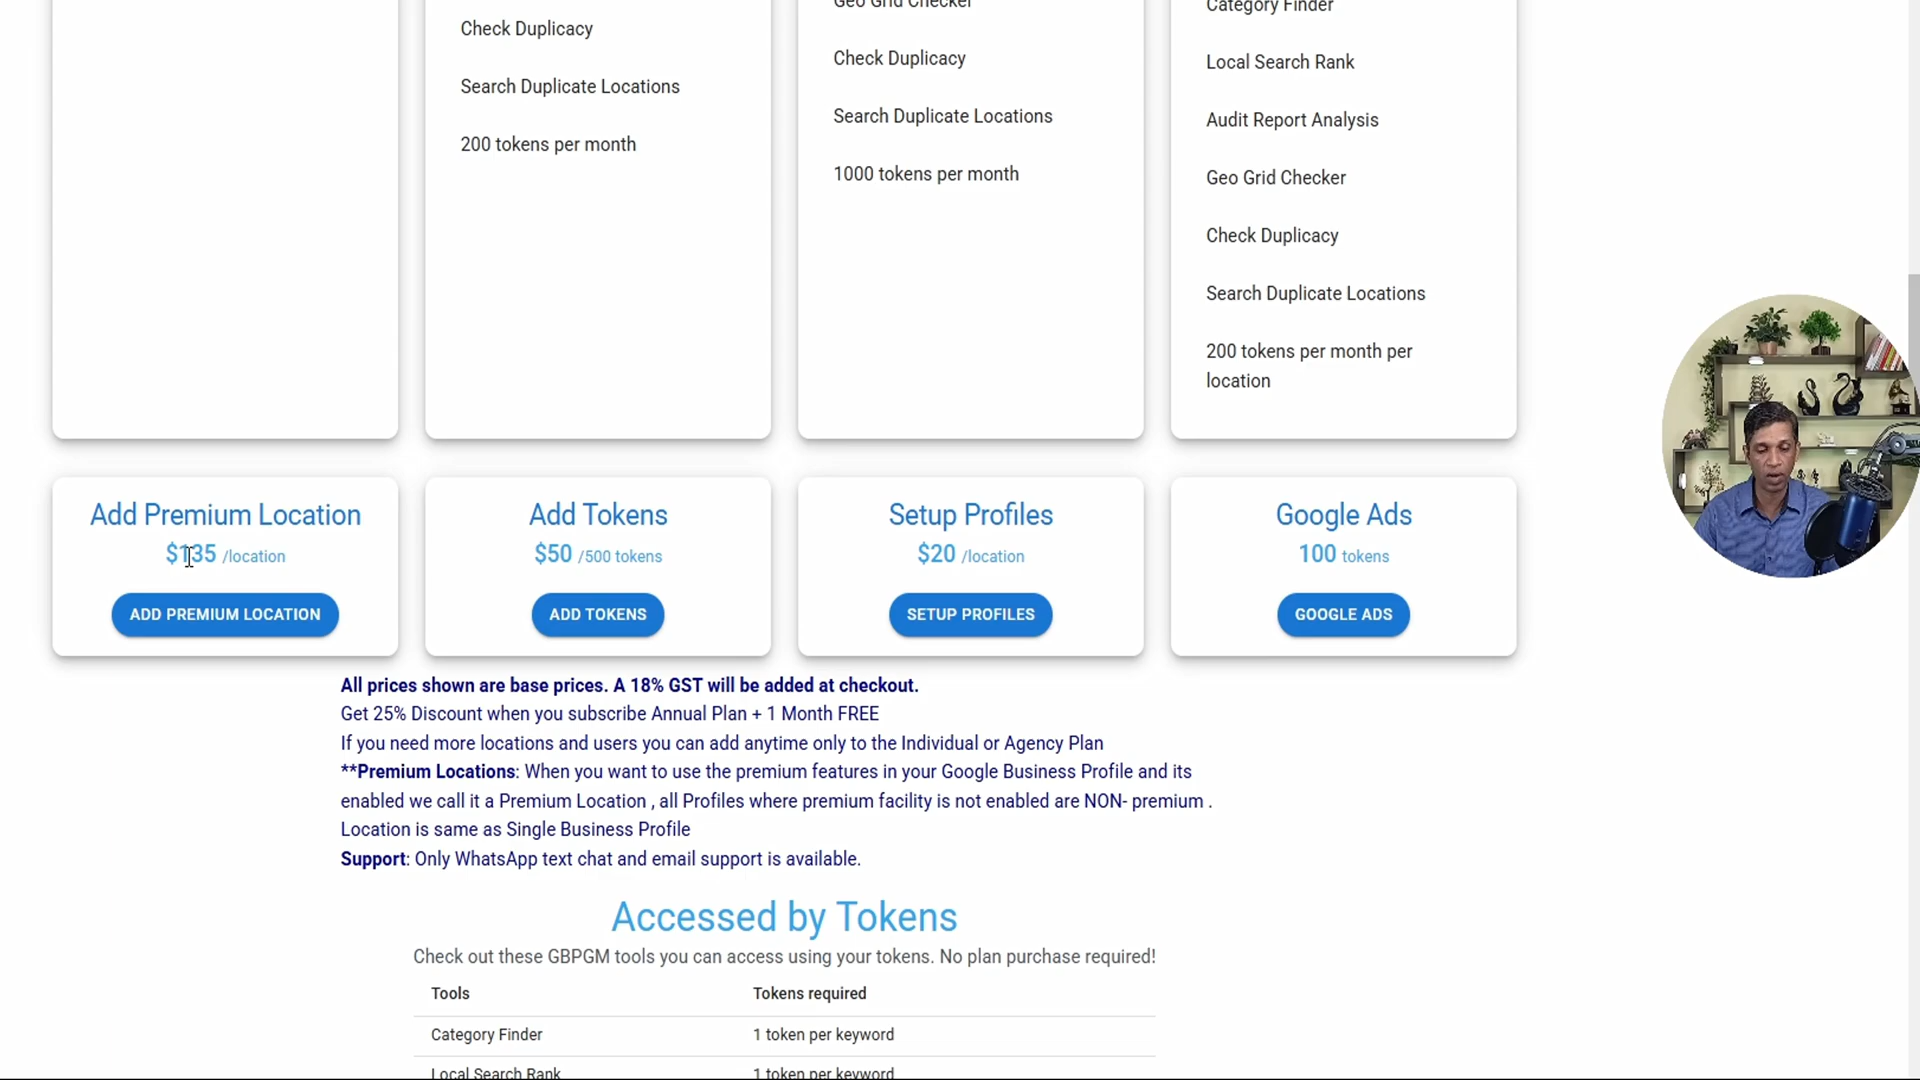 Check Duplicacy
Search Duplicate Locations
200 tokens per month
Geo Grid Checker
Check Duplicacy
Search Duplicate Locations
1000 tokens per month
Category Finder
Local Search Rank
Audit Report Analysis
Geo Grid Checker
Check Duplicacy
Search Duplicate Locations
200 tokens per month per
location
Add Premium Location
$135 /location
ADD PREMIUM LOCATION
Add Tokens
$50 /500 tokens
ADD TOKENS
Setup Profiles
$20 /location
SETUP PROFILES
Google Ads
100 tokens
GOOGLE ADS
All prices shown are base prices. A 18% GST will be added at checkout.
Get 25% Discount when you subscribe Annual Plan + 1 Month FREE
If you need more locations and users you can add anytime only to the Individual or Agency Plan
**Premium Locations: When you want to use the premium features in your Google Business Profile and its
enabled we call it a Premium Location , all Profiles where premium facility is not enabled are NON- premium .
Location is same as Single Business Profile
Support: Only WhatsApp text chat and email support is available.
Accessed by Tokens
Check out these GBPGM tools you can access using your tokens. No plan purchase required!
Tools Tokens required
Category Finder 1 token per keyword
Local Search Rank 1 token per keyword